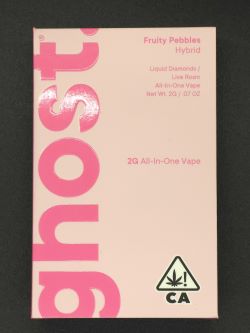 ghost.®
Fruity Pebbles
Hybrid
Liquid Diamonds /
Live Rosin
All-In-One Vape
Net Wt. 2G / .07 OZ
2G All-In-One Vape
!
CA